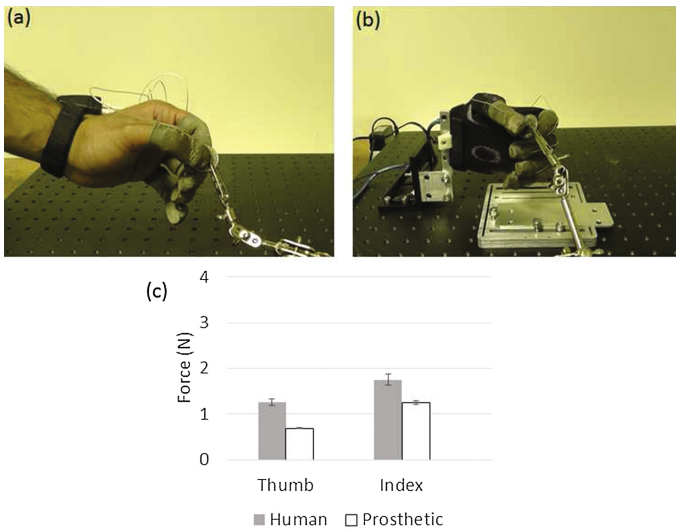 (a)
(b)
(c)
4
3
2
1
0
Force (N)
Thumb Index
Human Prosthetic